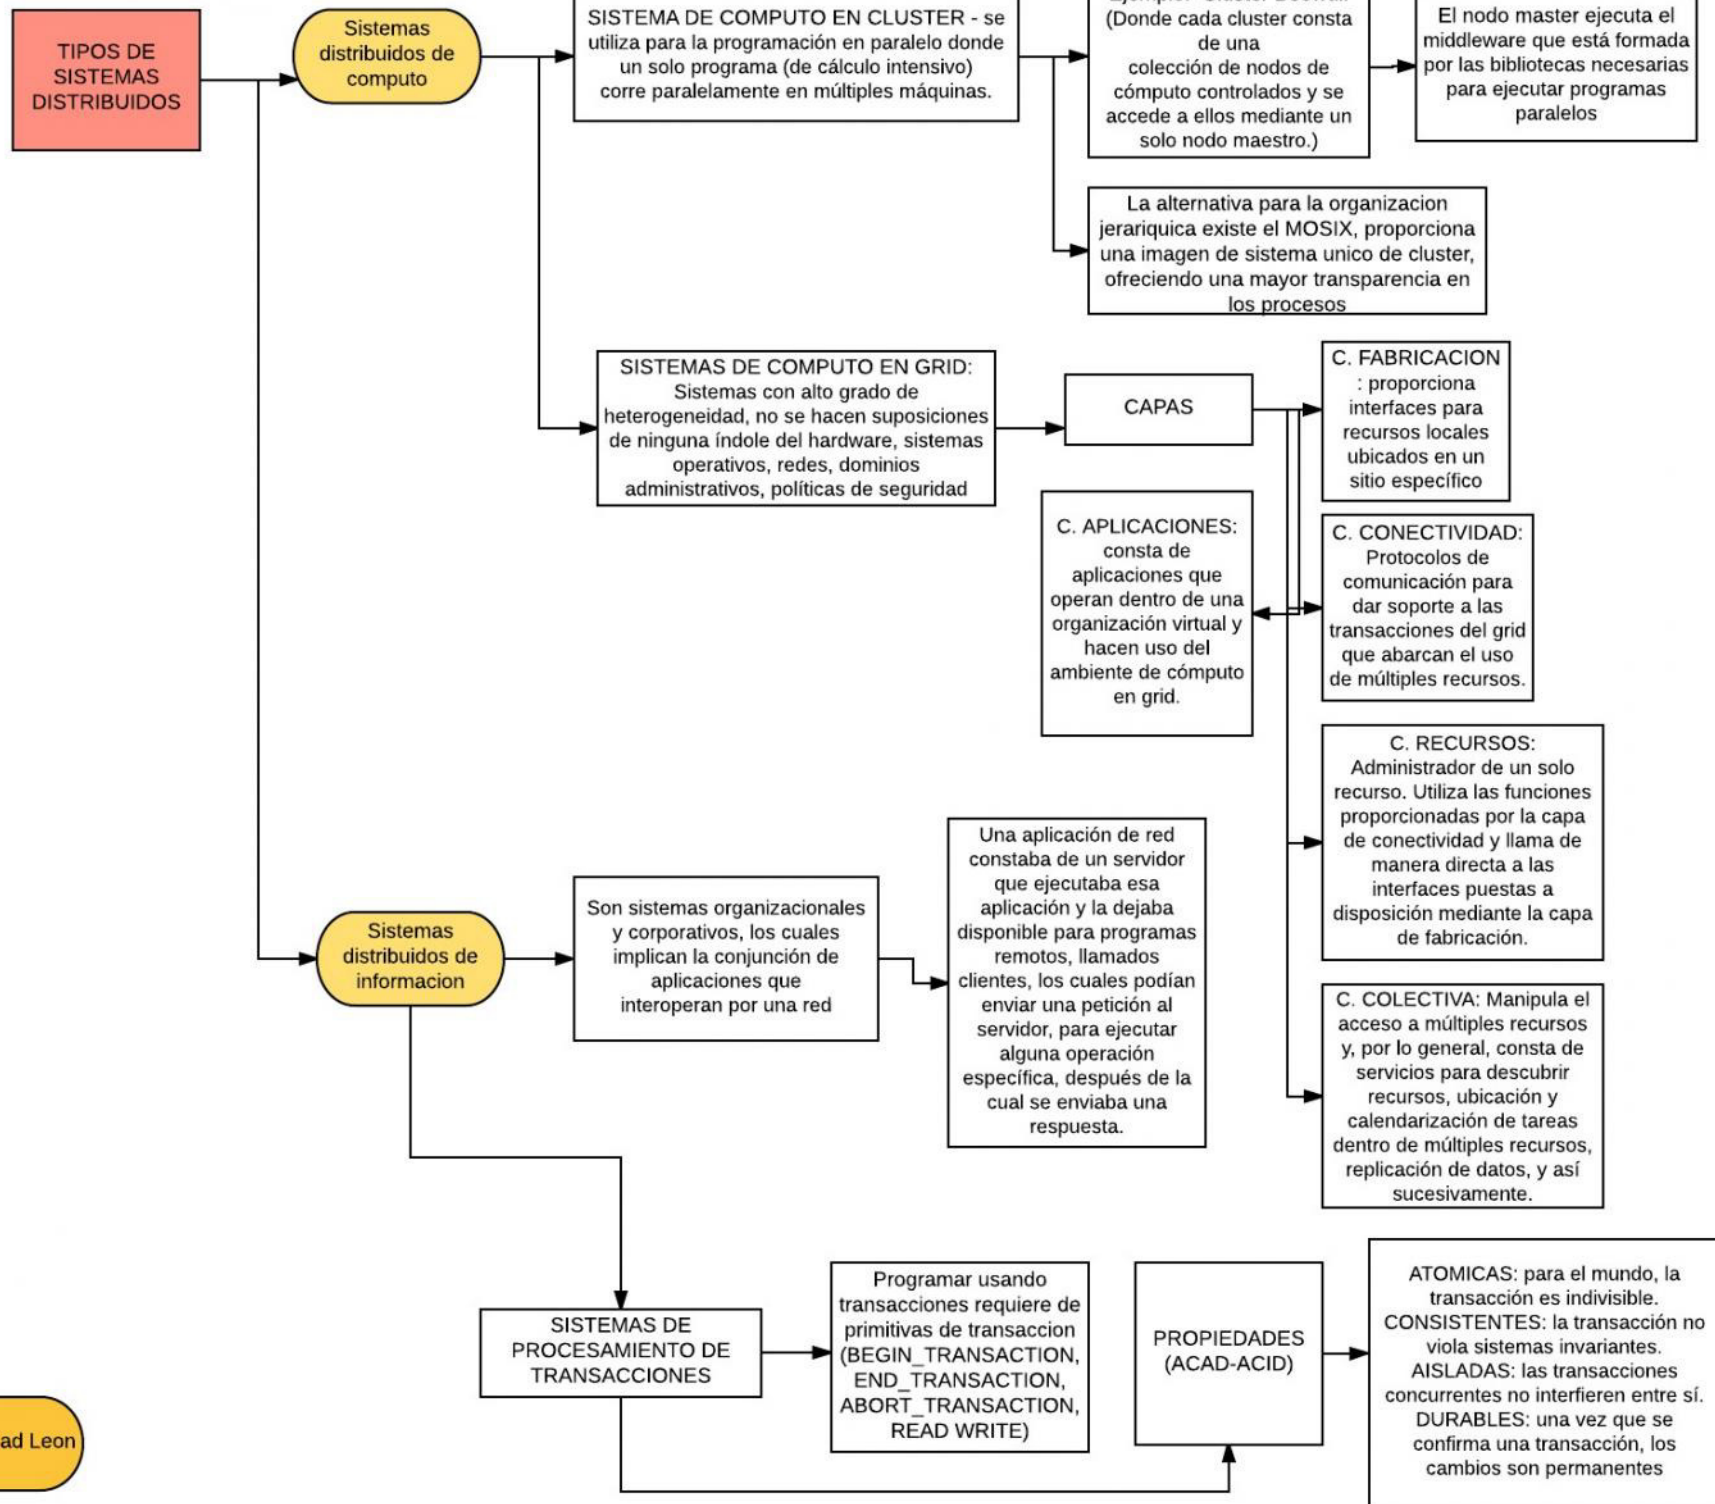 TIPOS DE
SISTEMAS
DISTRIBUIDOS
Sistemas
distribuidos de
computo
SISTEMA DE COMPUTO EN CLUSTER - se
utiliza para la programación en paralelo donde
un solo programa (de cálculo intensivo)
corre paralelamente en múltiples máquinas.
(Donde cada cluster consta
de una
colección de nodos de
cómputo controlados y se
accede a ellos mediante un
solo nodo maestro.)
El nodo master ejecuta el
middleware que está formada
por las bibliotecas necesarias
para ejecutar programas
paralelos
La alternativa para la organizacion
jerariquica existe el MOSIX, proporciona
una imagen de sistema unico de cluster,
ofreciendo una mayor transparencia en
los procesos
SISTEMAS DE COMPUTO EN GRID:
Sistemas con alto grado de
heterogeneidad, no se hacen suposiciones
de ninguna índole del hardware, sistemas
operativos, redes, dominios
administrativos, políticas de seguridad
CAPAS
C. FABRICACION
: proporciona
interfaces para
recursos locales
ubicados en un
sitio específico
C. APLICACIONES:
consta de
aplicaciones que
operan dentro de una
organización virtual y
hacen uso del
ambiente de cómputo
en grid.
C. CONECTIVIDAD:
Protocolos de
comunicación para
dar soporte a las
transacciones del grid
que abarcan el uso
de múltiples recursos.
C. RECURSOS:
Administrador de un solo
recurso. Utiliza las funciones
proporcionadas por la capa
de conectividad y llama de
manera directa a las
interfaces puestas a
disposición mediante la capa
de fabricación.
C. COLECTIVA: Manipula el
acceso a múltiples recursos
y, por lo general, consta de
servicios para descubrir
recursos, ubicación y
calendarización de tareas
dentro de múltiples recursos,
replicación de datos, y así
sucesivamente.
Sistemas
distribuidos de
informacion
Son sistemas organizacionales
y corporativos, los cuales
implican la conjunción de
aplicaciones que
interoperan por una red
Una aplicación de red
constaba de un servidor
que ejecutaba esa
aplicación y la dejaba
disponible para programas
remotos, llamados
clientes, los cuales podían
enviar una petición al
servidor, para ejecutar
alguna operación
específica, después de la
cual se enviaba una
respuesta.
SISTEMAS DE
PROCESAMIENTO DE
TRANSACCIONES
Programar usando
transacciones requiere de
primitivas de transaccion
(BEGIN_TRANSACTION,
END_TRANSACTION,
ABORT_TRANSACTION,
READ WRITE)
PROPIEDADES
(ACAD-ACID)
ATOMICAS: para el mundo, la
transacción es indivisible.
CONSISTENTES: la transacción no
viola sistemas invariantes.
AISLADAS: las transacciones
concurrentes no interfieren entre sí.
DURABLES: una vez que se
confirma una transacción, los
cambios son permanentes
ad Leon